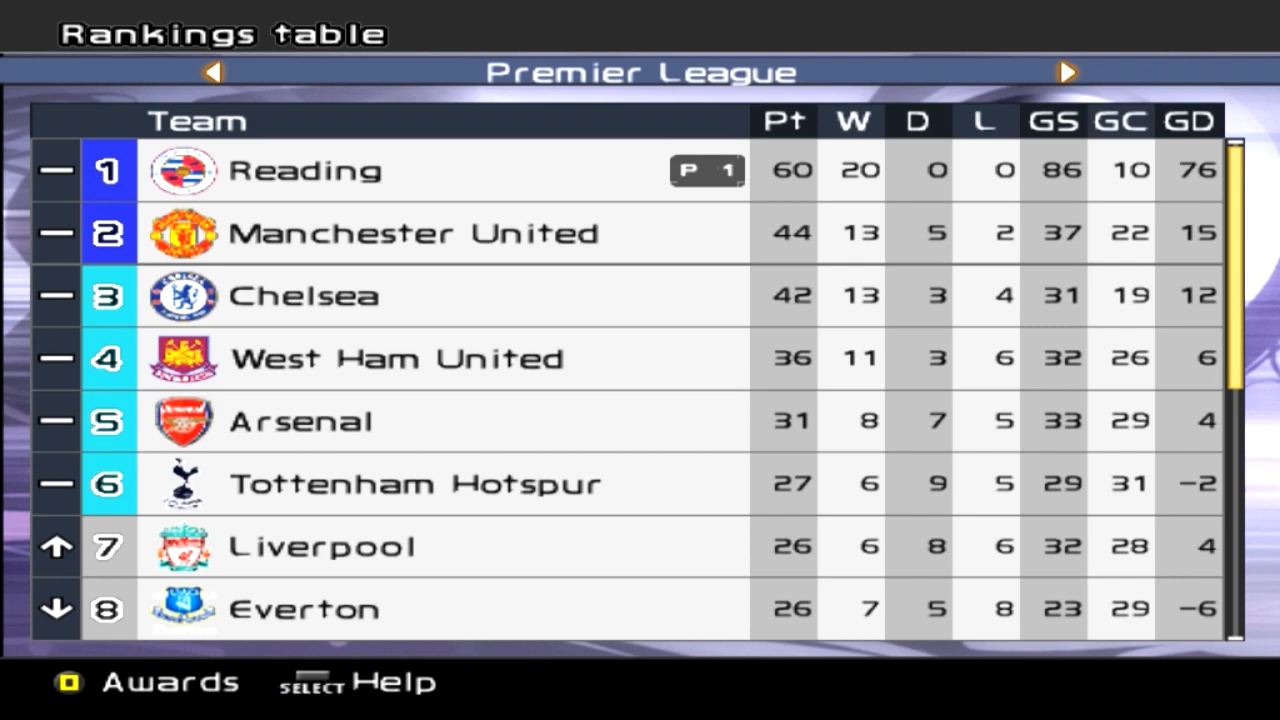 Rankings table
Premier League
Team Pt W D L GS GC GD
1 Reading P 1 60 20 0 0 86 10 76
2 Manchester United 44 13 5 2 37 22 15
3 Chelsea 42 13 3 4 31 19 12
4 West Ham United 36 11 3 6 32 26 6
5 Arsenal 31 8 7 5 33 29 4
6 Tottenham Hotspur 27 6 9 5 29 31 -2
7 Liverpool 26 6 8 6 32 28 4
8 Everton 26 7 5 8 23 29 -6
Awards SELECT Help